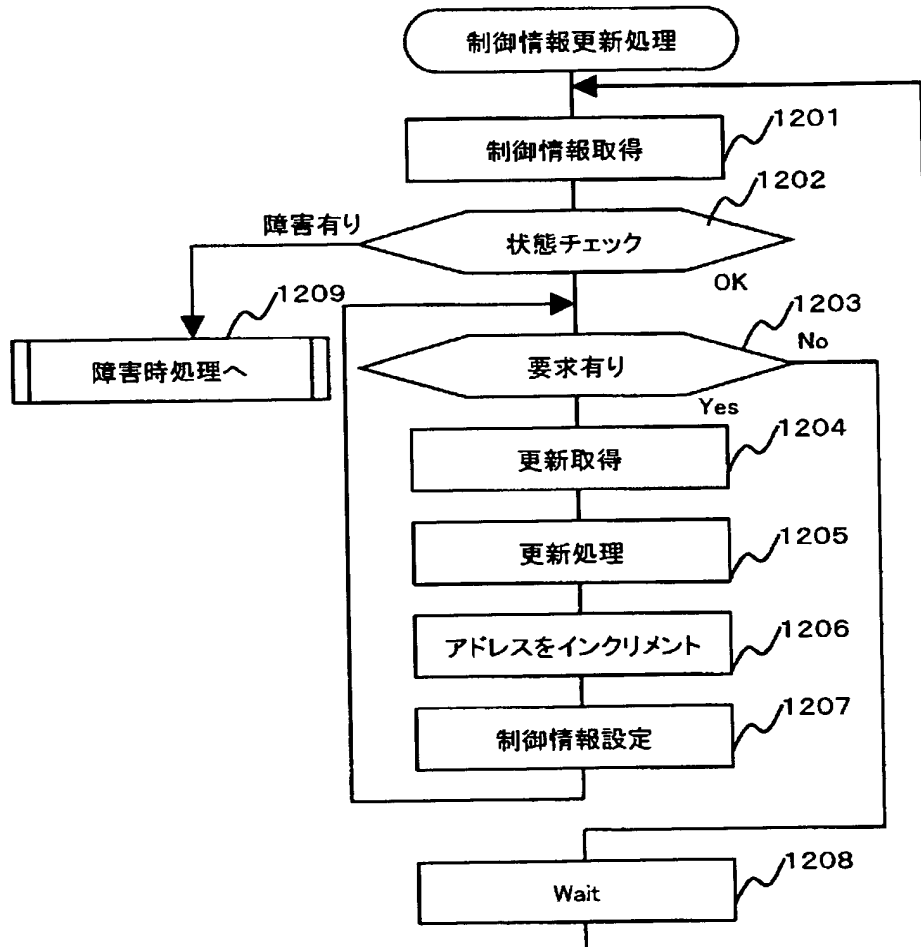 制御情報更新処理
1201
制御情報取得
1202
障害有り
状態チェック
OK
1209
1203
No
障害時処理へ
要求有り
Yes
1204
更新取得
1205
更新処理
1206
アドレスをインクリメント
1207
制御情報設定
1208
Wait